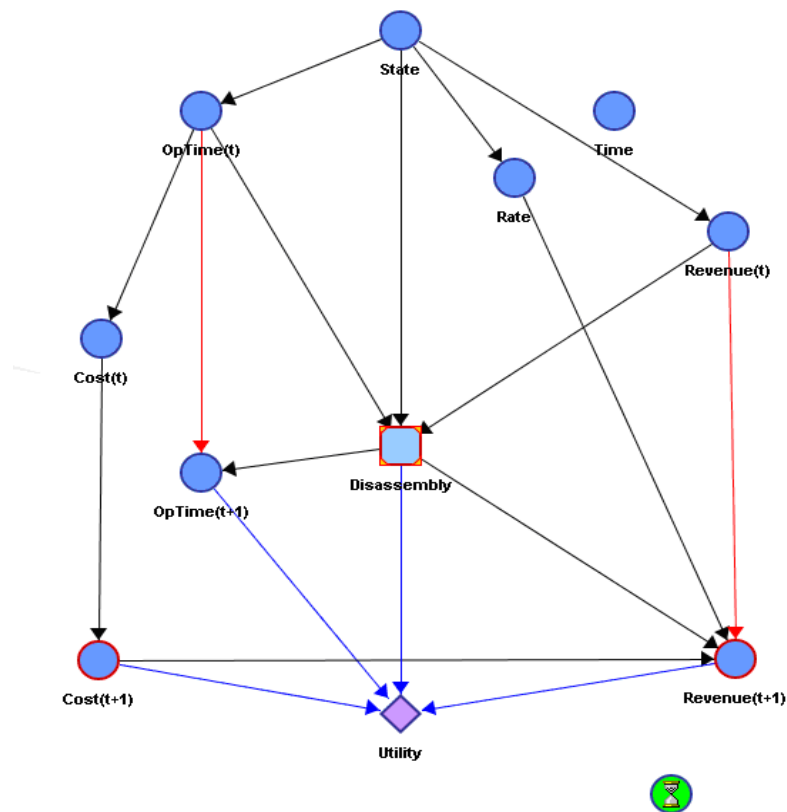 State
OpTime(t)
Time
Rate
Revenue(t)
Cost(t)
Disassembly
OpTime(t+1)
Cost(t+1)
Revenue(t+1)
Utility